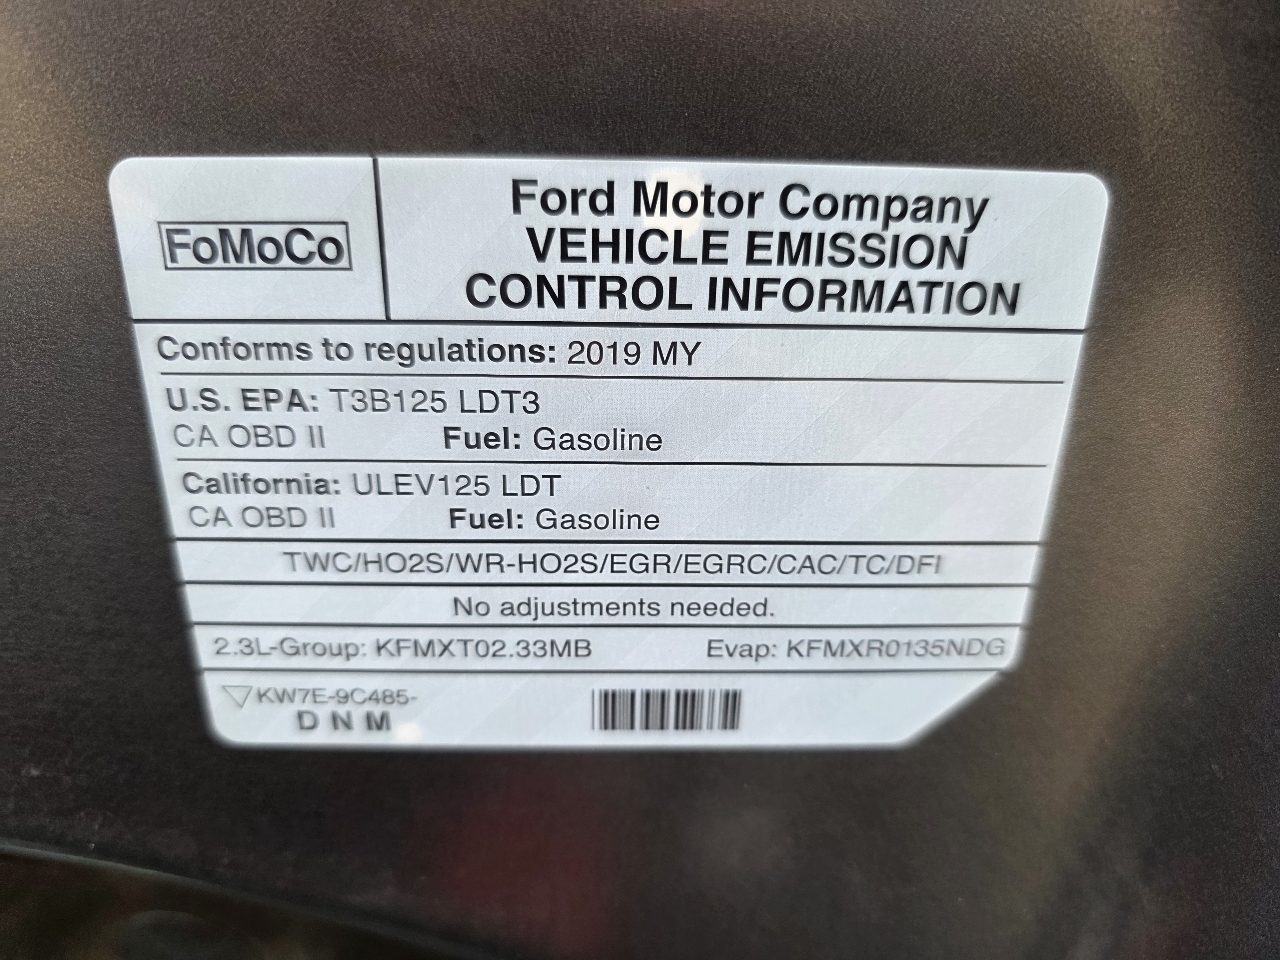 FoMoCo
Ford Motor Company
VEHICLE EMISSION
CONTROL INFORMATION
Conforms to regulations: 2019 MY
U.S. EPA: T3B125 LDT3
CA OBD II Fuel: Gasoline
California: ULEV125 LDT
CA OBD II Fuel: Gasoline
TWC/HO2S/WR-HO2S/EGR/EGRC/CAC/TC/DFI
No adjustments needed.
2.3L-Group: KFMXT02.33MB Evap: KFMXR0135NDG
KW7E-9C485-
D N M